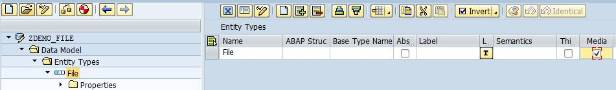 Invert
Identical
Entity Types
ZDEMO_FILE
Data Model
Entity Types
File
Properties
Name ABAP Struc Base Type Name Abs Label L Semantics Thi Media
File T